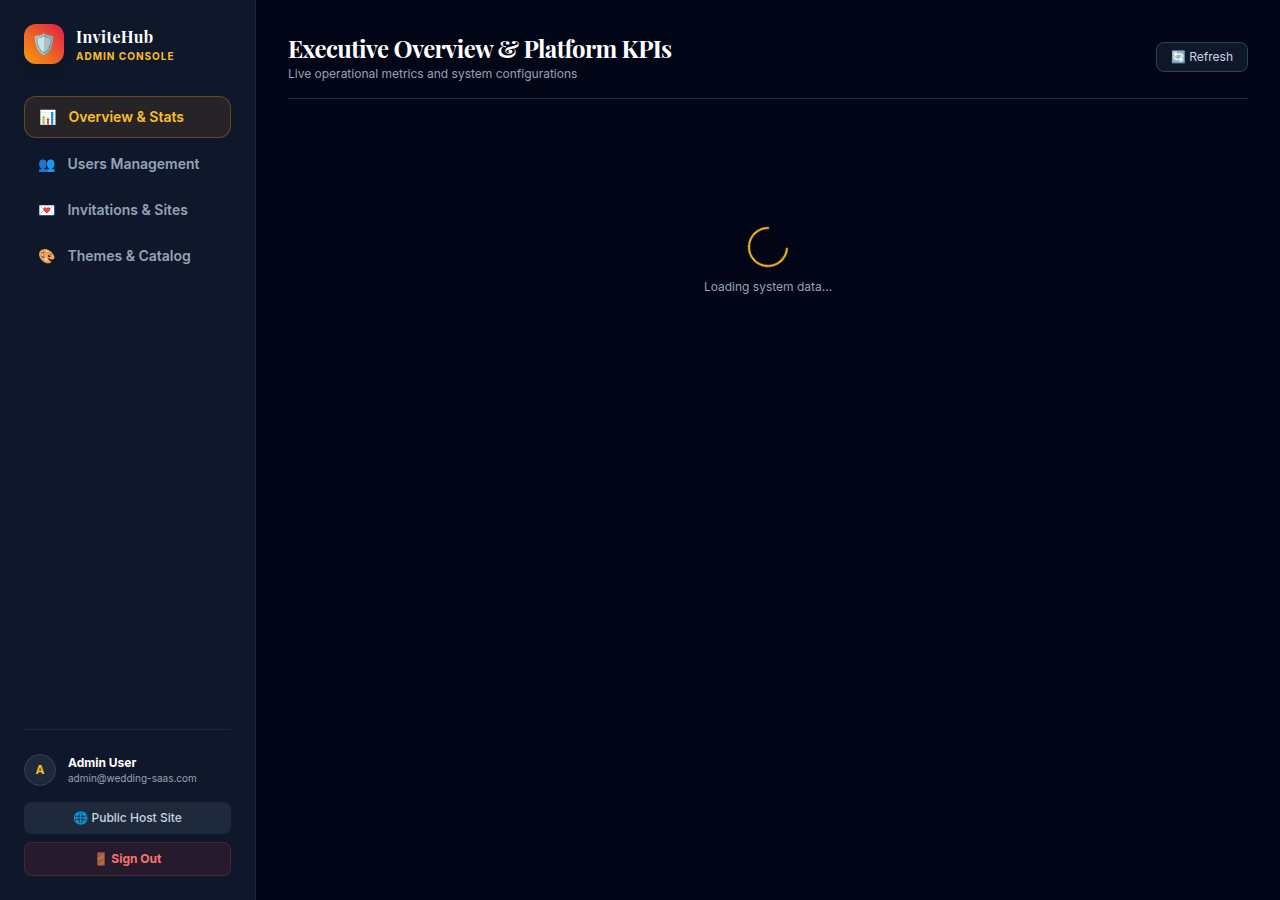 InviteHub
ADMIN CONSOLE
Overview & Stats
Users Management
Invitations & Sites
Themes & Catalog
A
Admin User
admin@wedding-saas.com
Public Host Site
Sign Out
Executive Overview & Platform KPIs
Live operational metrics and system configurations
Refresh
Loading system data...